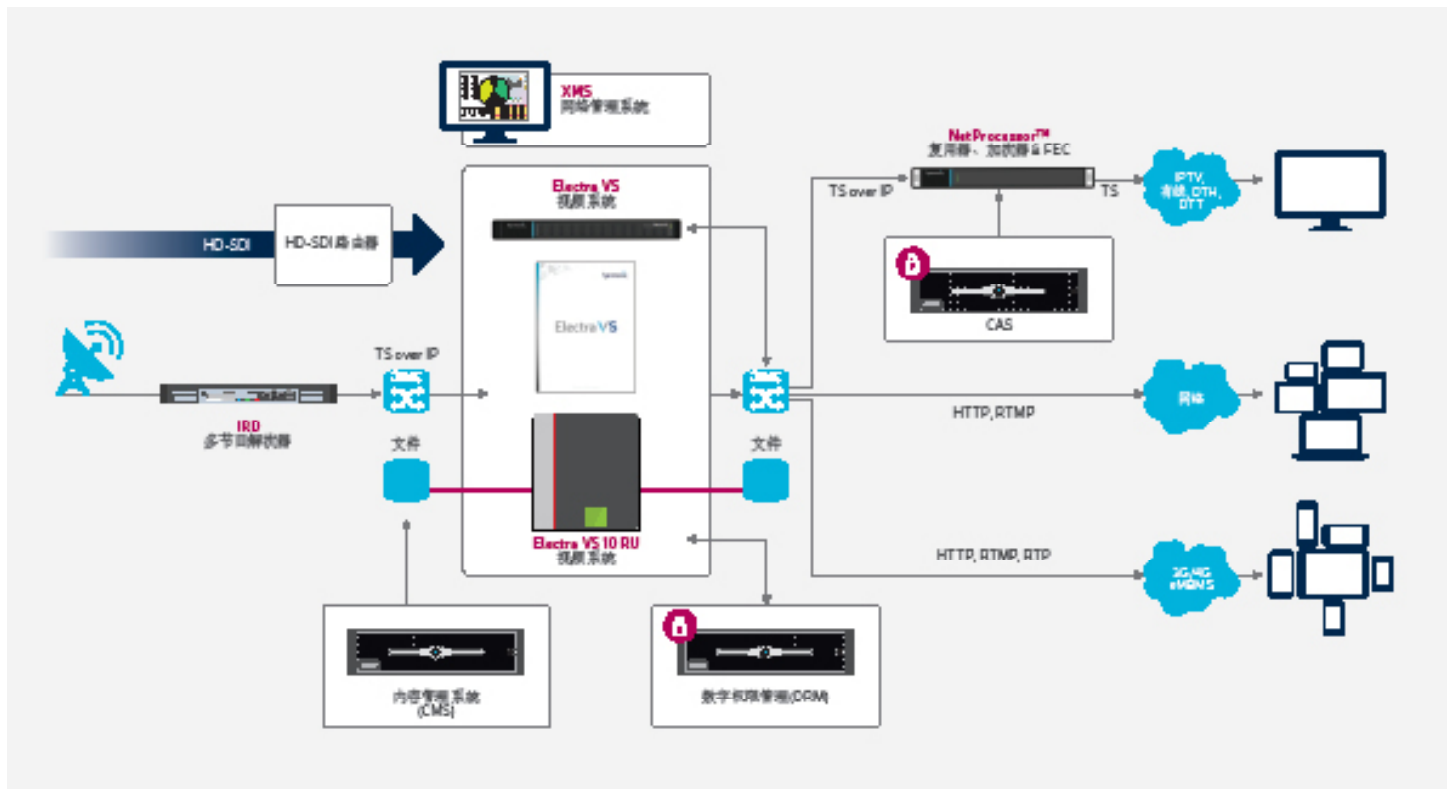 XMS
网络管理系统
NetProcessor™
复用器、加扰器 & FEC
TS over IP
TS
IPTV,
有线, DTH,
DTT
Electra VS
视频系统
HD-SDI
HD-SDI 路由器
Electra VS
CAS
TS over IP
IRD
多节目解扰器
HTTP, RTMP
网络
文件
文件
Electra VS 10 RU
视频系统
HTTP, RTMP, RTP
3G/4G
eMBMS
内容管理系统
(CMS)
数字权限管理(DRM)